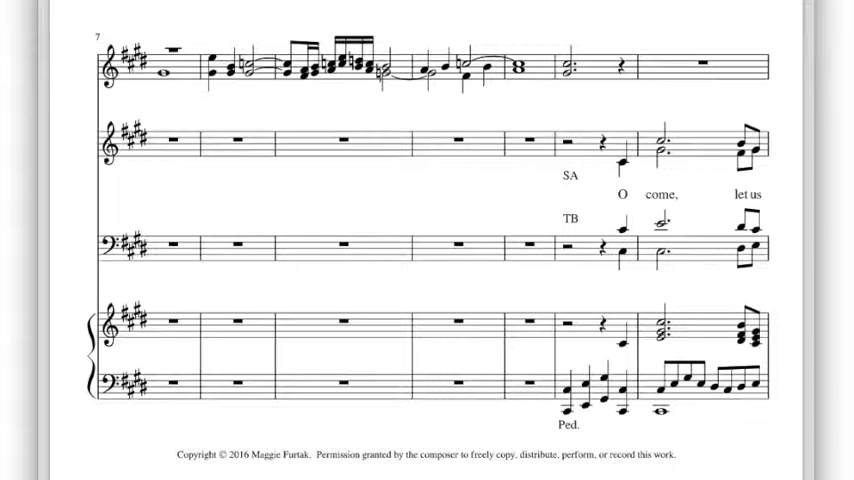 7
SA
O come, let us
TB
Ped.
Copyright © 2016 Maggie Furtak. Permission granted by the composer to freely copy, distribute, perform, or record this work.